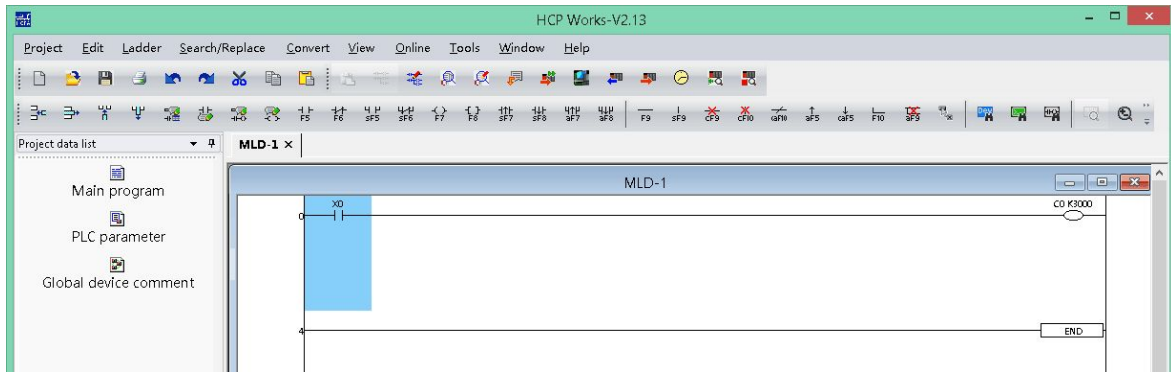 HCP Works-V2.13
Project Edit Ladder Search/Replace Convert View Online Tools Window Help
F5 F6 sF5 sF6 F7 F8 sF7 sF8 aF7 aF8 F9 sF9 cF9 cF10 caF10 aF5 caF5 F10 aF9
Project data list
MLD-1 ×
Main program
PLC parameter
Global device comment
MLD-1
X0
C0 K3000
0
4
END